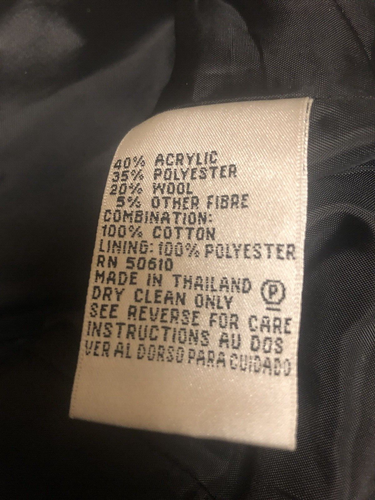 40% ACRYLIC
35% POLYESTER
20% WOOL
5% OTHER FIBRE
COMBINATION:
100% COTTON
LINING: 100% POLYESTER
RN 50610
MADE IN THAILAND
DRY CLEAN ONLY Ⓟ
SEE REVERSE FOR CARE
INSTRUCTIONS AU DOS
VER AL DORSO PARA CUIDADO